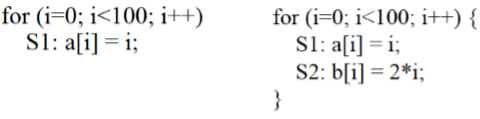 for (i=0; i<100; i++)
S1: a[i] = i;
for (i=0; i<100; i++) {
S1: a[i] = i;
S2: b[i] = 2*i;
}